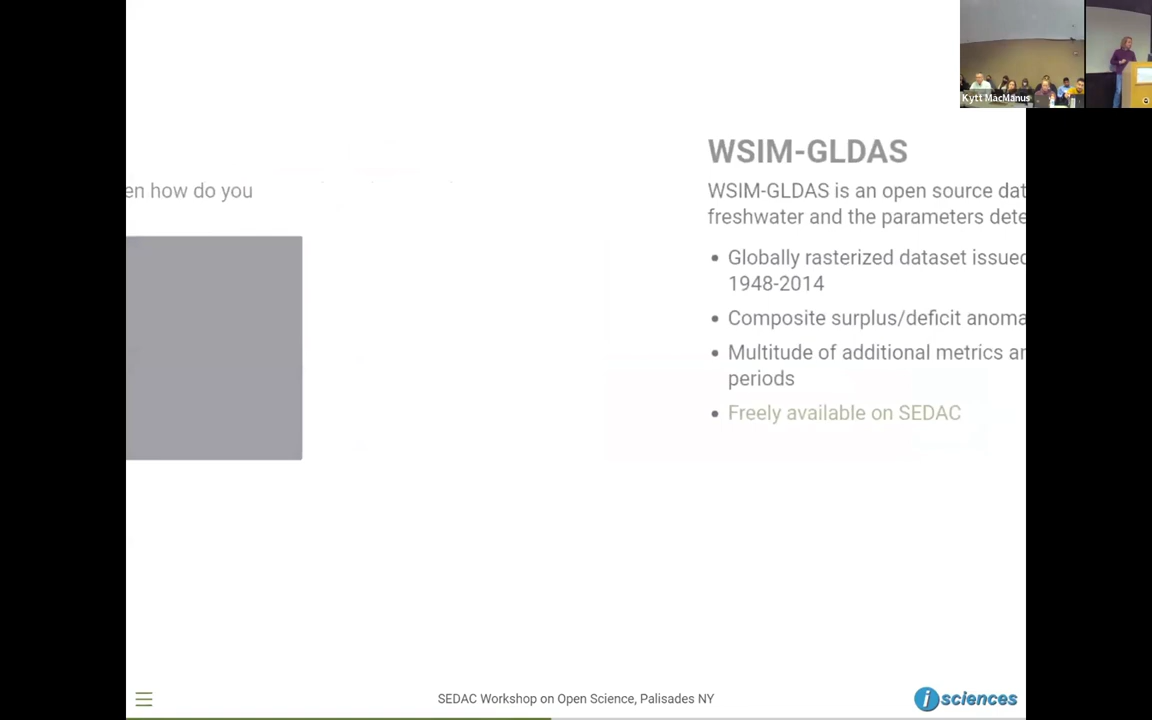 Kytt MacManus
en how do you
WSIM-GLDAS
WSIM-GLDAS is an open source dat
freshwater and the parameters dete
• Globally rasterized dataset issued
1948-2014
• Composite surplus/deficit anoma
• Multitude of additional metrics an
periods
• Freely available on SEDAC
SEDAC Workshop on Open Science, Palisades NY
isciences